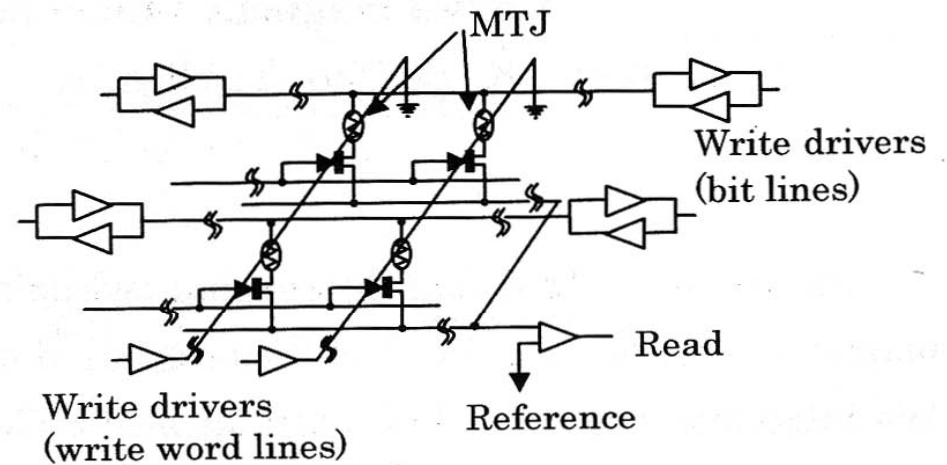 MTJ
Write drivers
(bit lines)
Read
Reference
Write drivers
(write word lines)